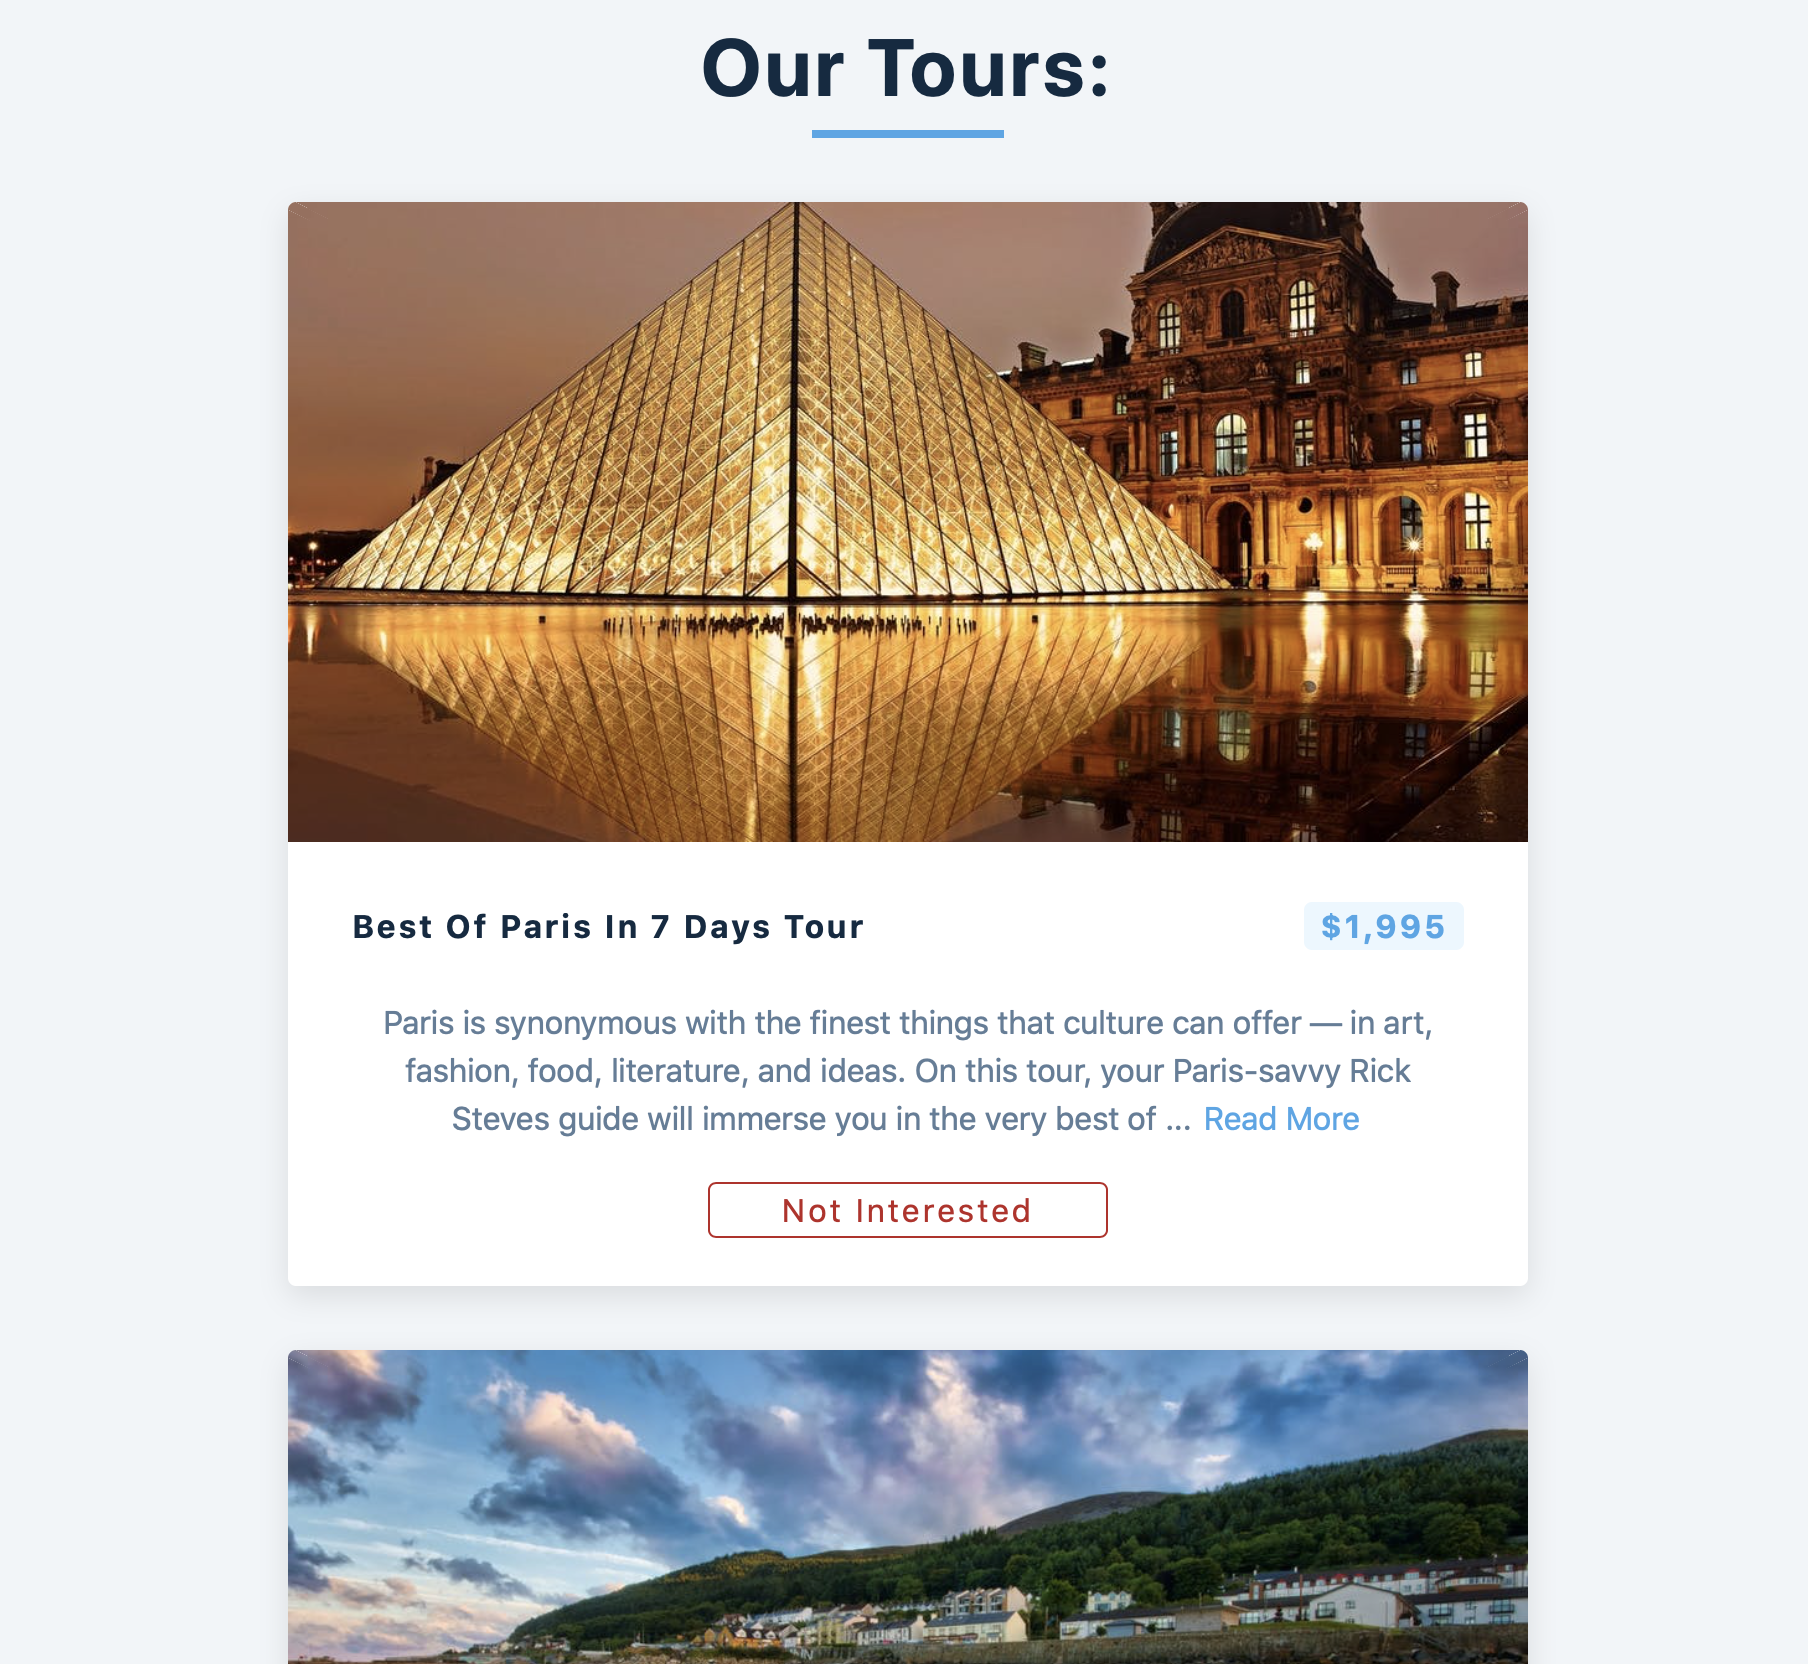 Our Tours:
Best Of Paris In 7 Days Tour
$1,995
Paris is synonymous with the finest things that culture can offer — in art,
fashion, food, literature, and ideas. On this tour, your Paris-savvy Rick
Steves guide will immerse you in the very best of ... Read More
Not Interested